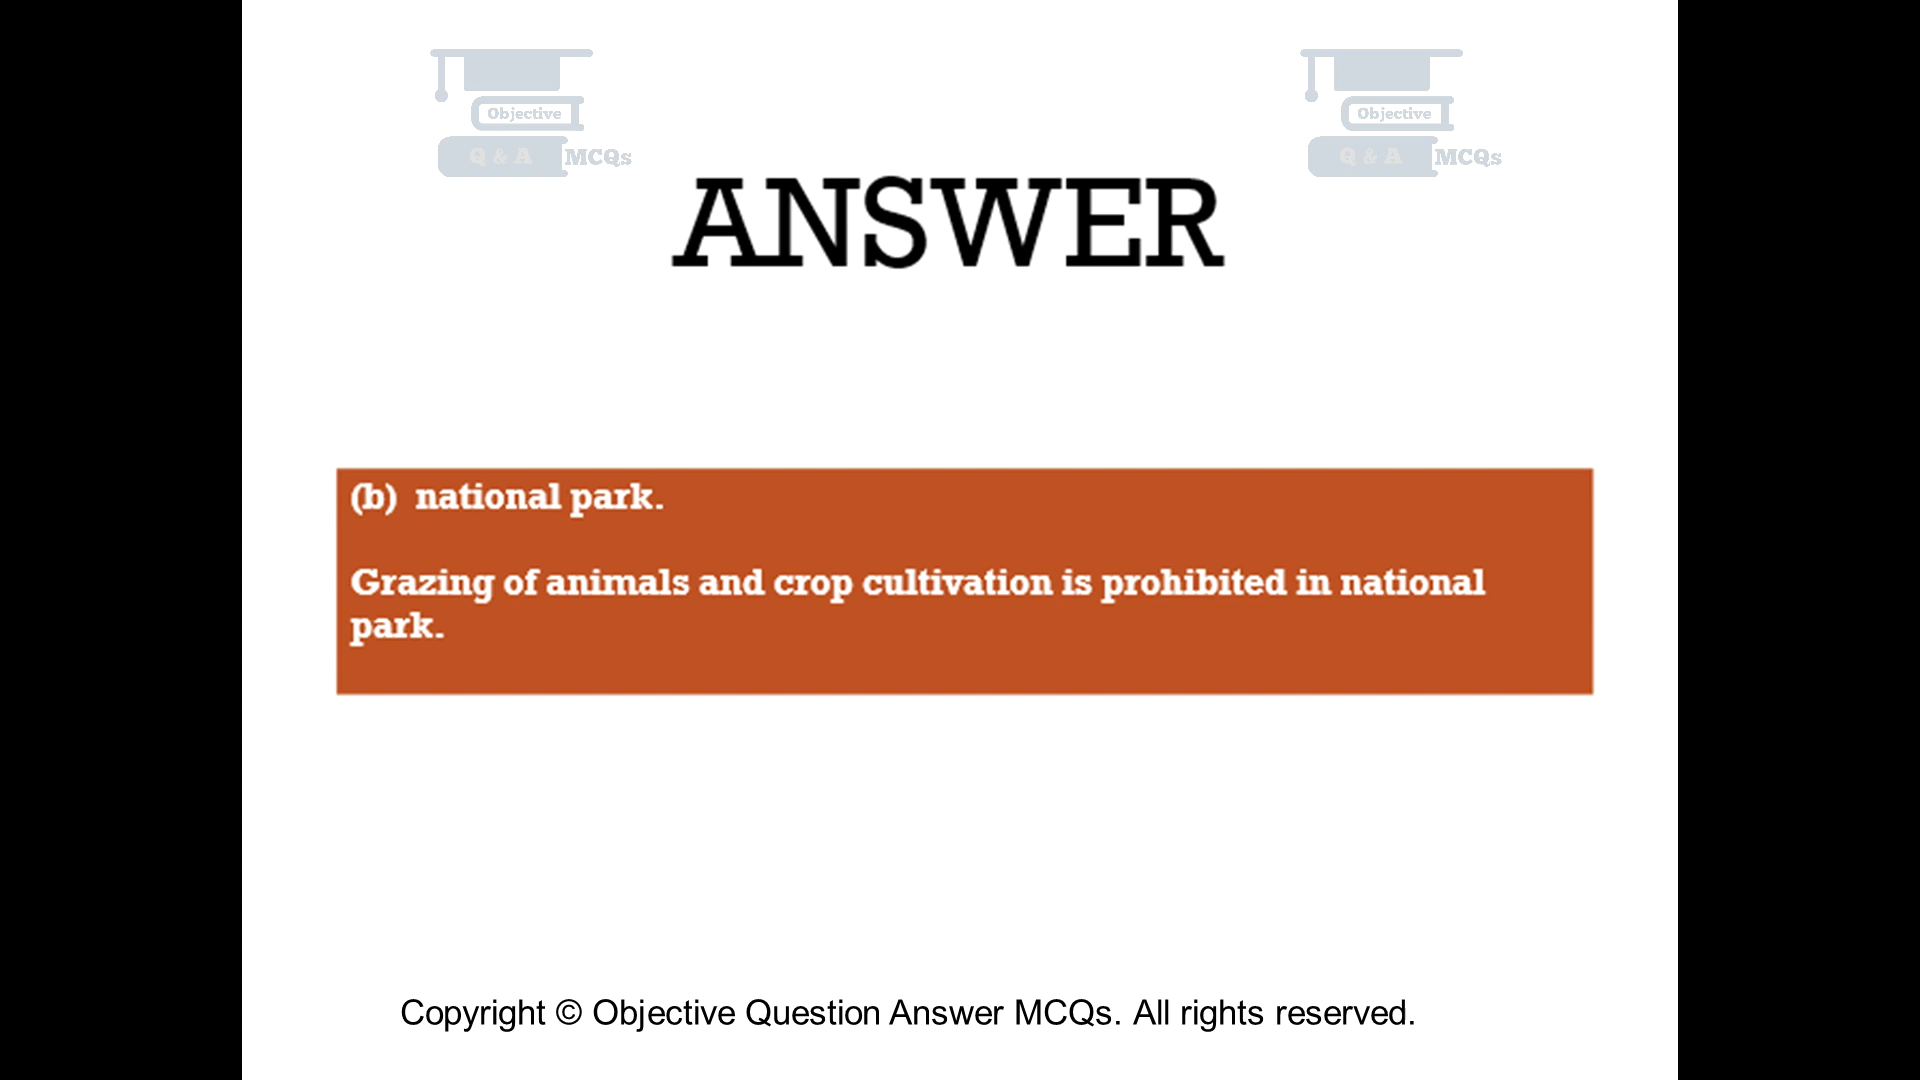 Objective
Q & A MCQs
Objective
Q & A MCQs
ANSWER
(b) national park.
Grazing of animals and crop cultivation is prohibited in national
park.
Copyright © Objective Question Answer MCQs. All rights reserved.